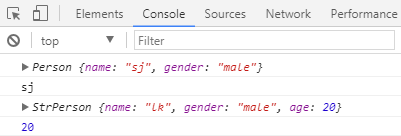 Elements Console Sources Network Performance
top Filter
Person {name: "sj", gender: "male"}
sj
StrPerson {name: "lk", gender: "male", age: 20}
20